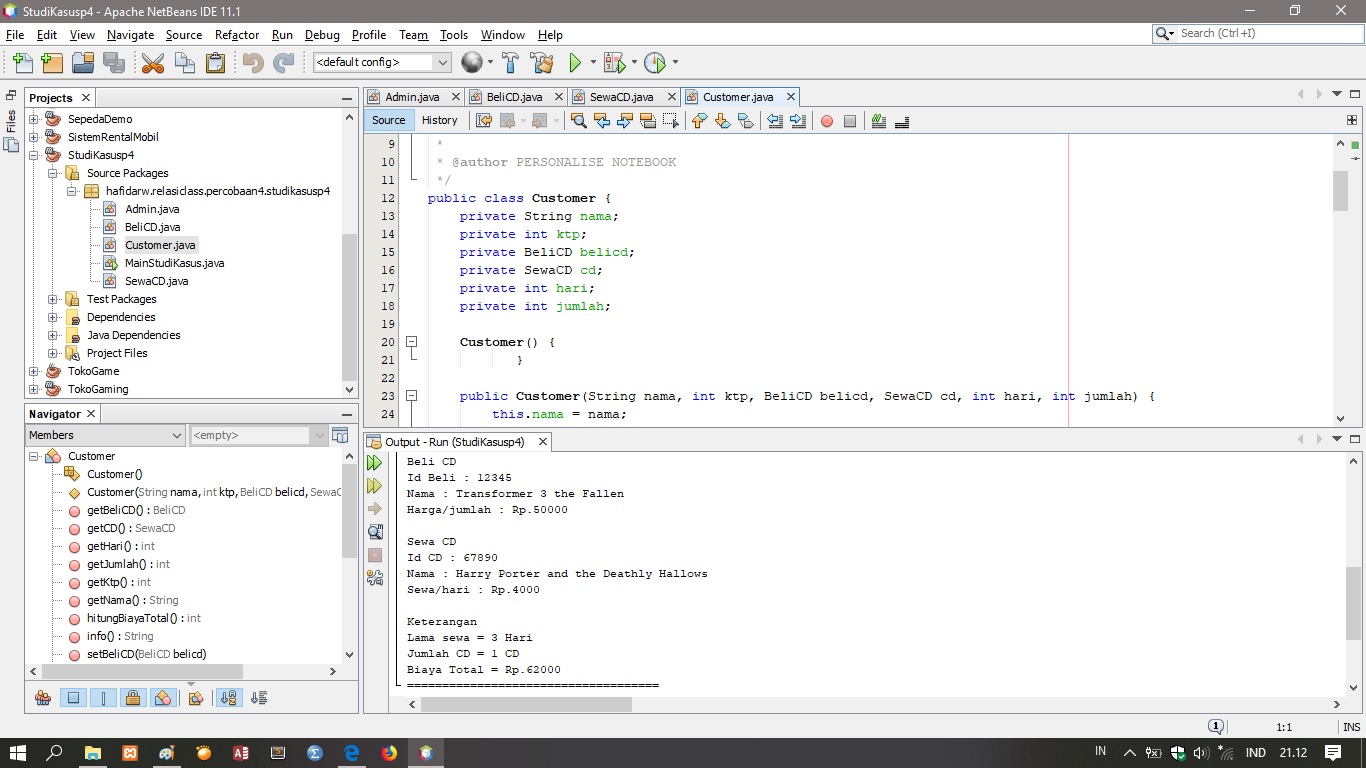 StudiKasusp4 - Apache NetBeans IDE 11.1
File Edit View Navigate Source Refactor Run Debug Profile Team Tools Window Help
Search (Ctrl+I)
<default config>
Files
Projects
SepedaDemo
SistemRentalMobil
StudiKasusp4
Source Packages
hafidarw.relasiclass.percobaan4.studikasusp4
Admin.java
BeliCD.java
Customer.java
MainStudiKasus.java
SewaCD.java
Test Packages
Dependencies
Java Dependencies
Project Files
TokoGame
TokoGaming
Navigator
Members
<empty>
Customer
Customer()
Customer(String nama, int ktp, BeliCD belicd, SewaC
getBeliCD() : BeliCD
getCD() : SewaCD
getHari() : int
getJumlah() : int
getKtp() : int
getNama() : String
hitungBiayaTotal() : int
info() : String
setBeliCD(BeliCD belicd)
Admin.java BeliCD.java SewaCD.java Customer.java
Source History
9 *
10 * @author PERSONALISE NOTEBOOK
11 */
12 public class Customer {
13 private String nama;
14 private int ktp;
15 private BeliCD belicd;
16 private SewaCD cd;
17 private int hari;
18 private int jumlah;
19
20 Customer() {
21 }
22
23 public Customer(String nama, int ktp, BeliCD belicd, SewaCD cd, int hari, int jumlah) {
24 this.nama = nama;
Output - Run (StudiKasusp4)
Beli CD
Id Beli : 12345
Nama : Transformer 3 the Fallen
Harga/jumlah : Rp.50000
Sewa CD
Id CD : 67890
Nama : Harry Porter and the Deathly Hallows
Sewa/hari : Rp.4000
Keterangan
Lama sewa = 3 Hari
Jumlah CD = 1 CD
Biaya Total = Rp.62000
====================================
1 1:1 INS
IN IND 21.12